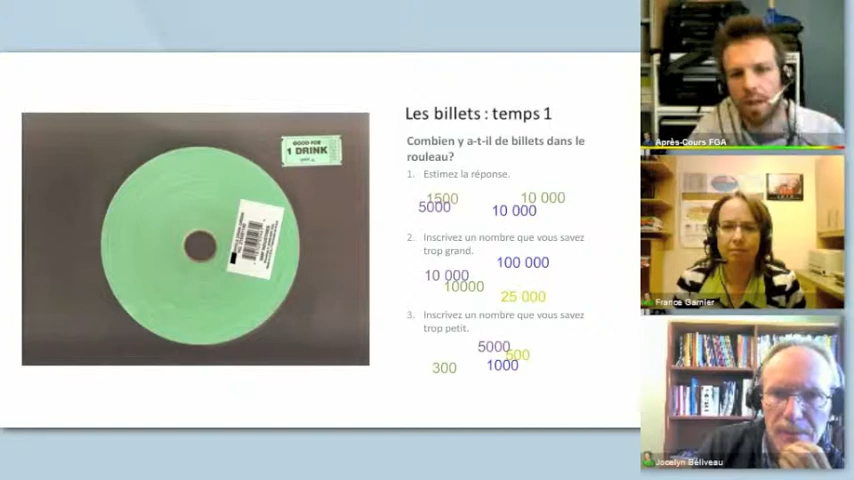 GOOD FOR
1 DRINK
Les billets : temps 1
Combien y a-t-il de billets dans le
rouleau?
1. Estimez la réponse.
1500
10 000
5000
10 000
2. Inscrivez un nombre que vous savez
trop grand.
100 000
10 000
10000
25 000
3. Inscrivez un nombre que vous savez
trop petit.
5000
500
300
1000
Après-Cours FGA
France Garnier
Jocelyn Béliveau